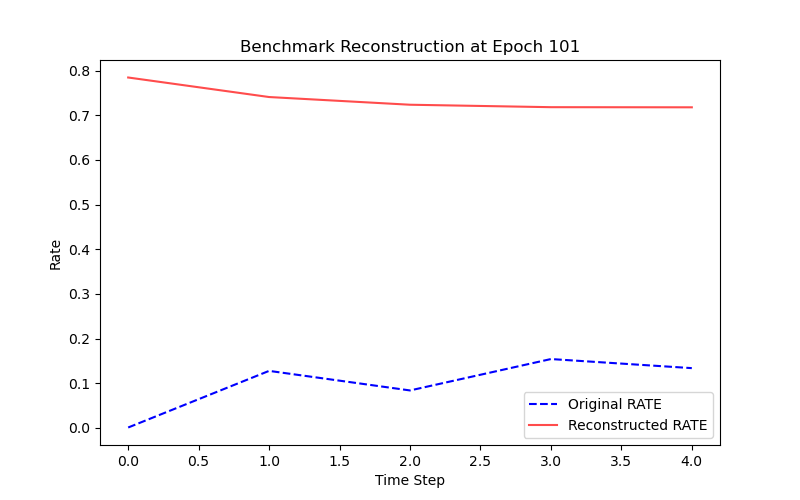 Benchmark Reconstruction at Epoch 101
0.8
0.7
0.6
0.5
0.4
0.3
0.2
0.1
0.0
Rate
Original RATE
Reconstructed RATE
0.0 0.5 1.0 1.5 2.0 2.5 3.0 3.5 4.0
Time Step